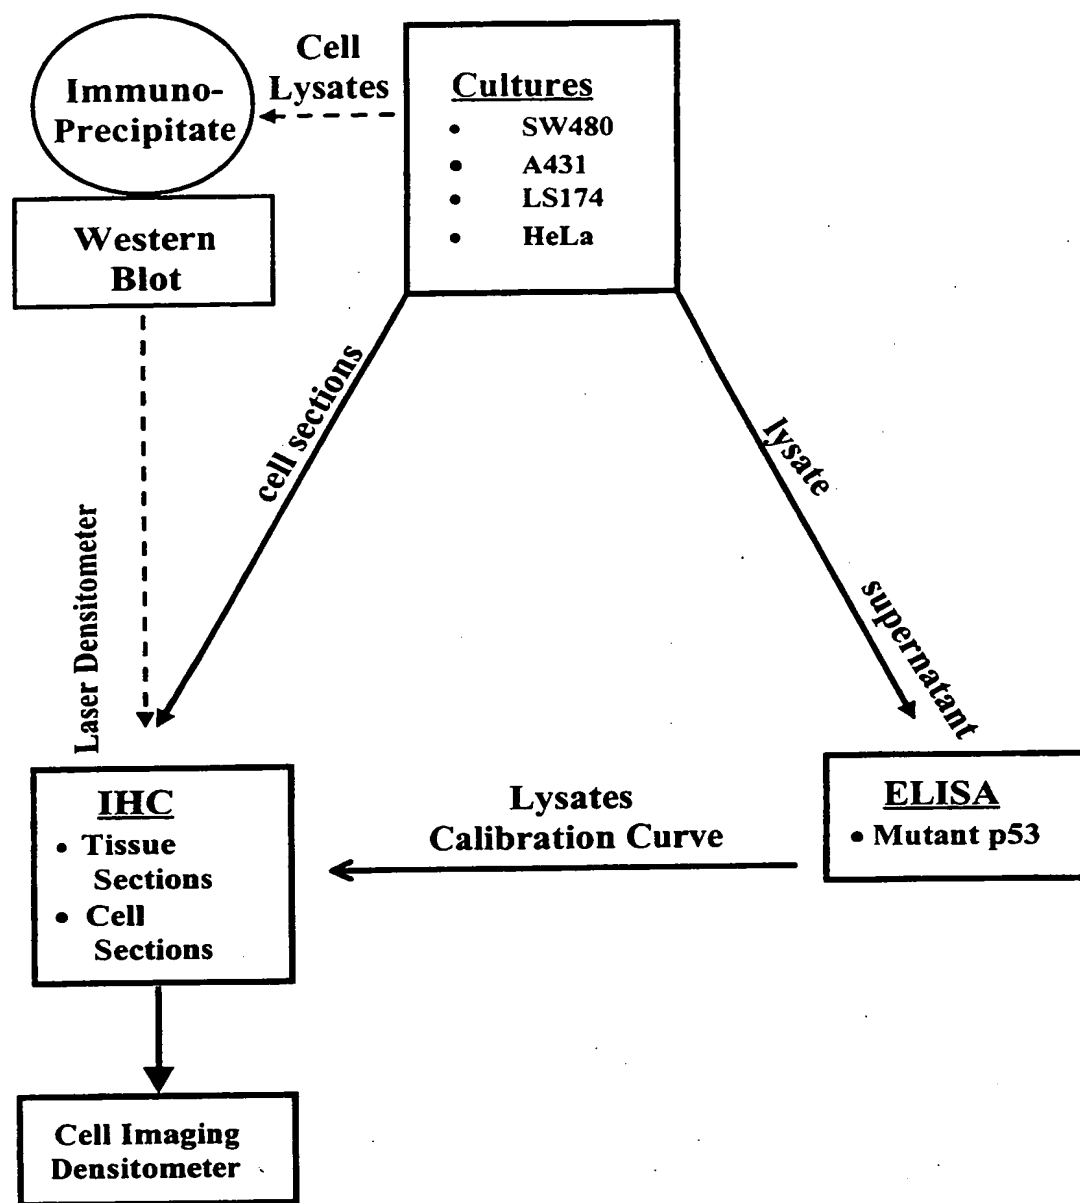 Immuno-
Precipitate
Cell
Lysates
Cultures
• SW480
• A431
• LS174
• HeLa
Western
Blot
cell sections
lysate
supernatant
Laser Densitometer
IHC
• Tissue
Sections
• Cell
Sections
Lysates
Calibration Curve
ELISA
• Mutant p53
Cell Imaging
Densitometer